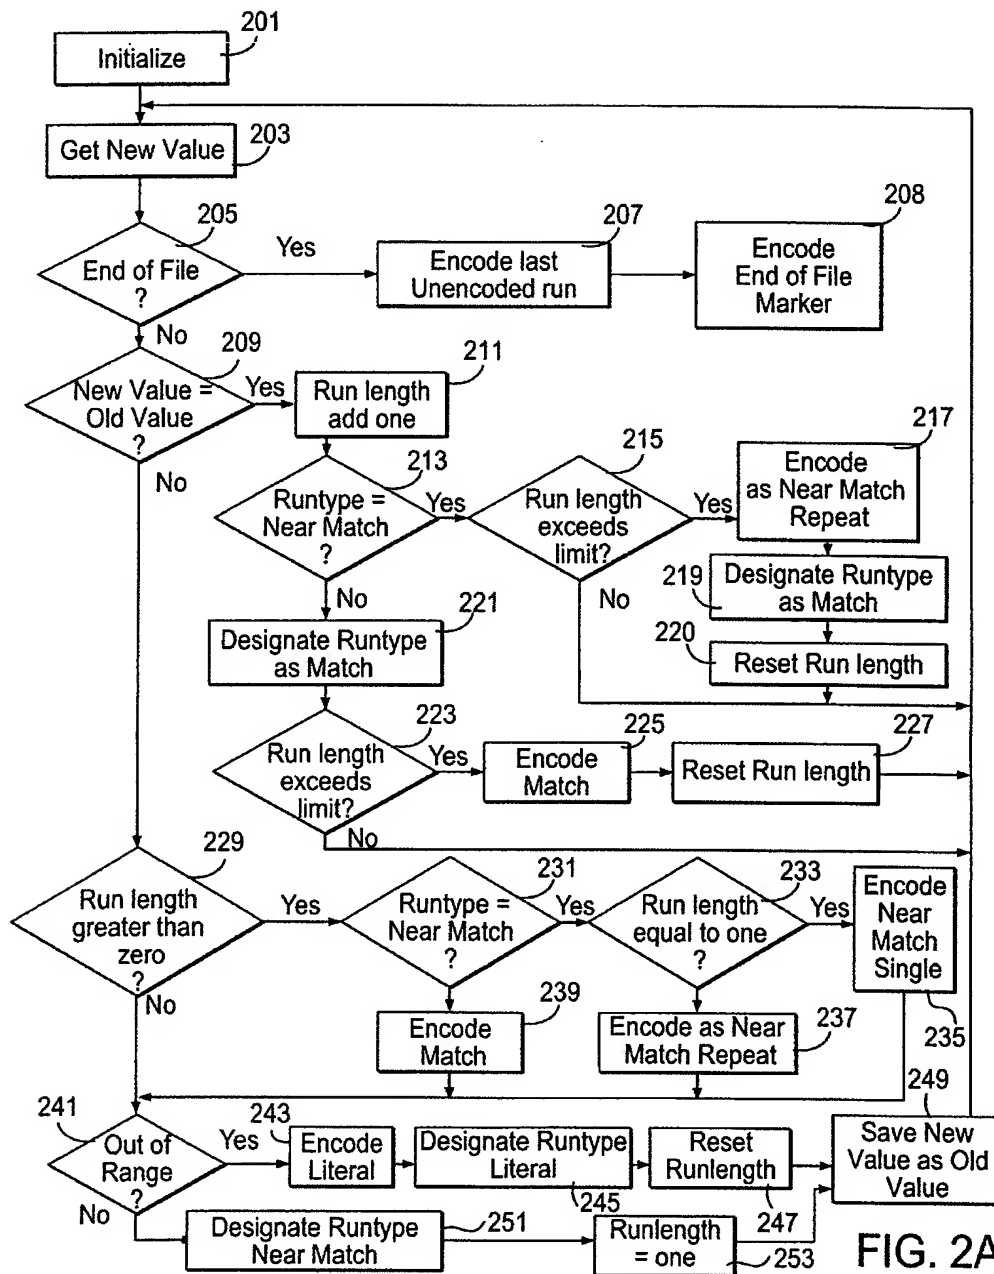 201
Initialize
Get New Value
203
205
End of File
?
Yes
No
207
Encode last
Unencoded run
208
Encode
End of File
Marker
209
New Value =
Old Value
?
Yes
No
211
Run length
add one
213
Runtype =
Near Match
?
Yes
No
215
Run length
exceeds
limit?
Yes
No
217
Encode
as Near Match
Repeat
219
Designate Runtype
as Match
220
Reset Run length
221
Designate Runtype
as Match
223
Run length
exceeds
limit?
Yes
No
225
Encode
Match
227
Reset Run length
229
Run length
greater than
zero
?
Yes
No
231
Runtype =
Near Match
?
Yes
233
Run length
equal to one
?
Yes
Encode
Near
Match
Single
235
239
Encode
Match
237
Encode as Near
Match Repeat
241
Out of
Range
?
Yes
No
243
Encode
Literal
Designate Runtype
Literal
245
Reset
Runlength
247
249
Save New
Value as Old
Value
Designate Runtype
Near Match
251
Runlength
= one
253
FIG. 2A